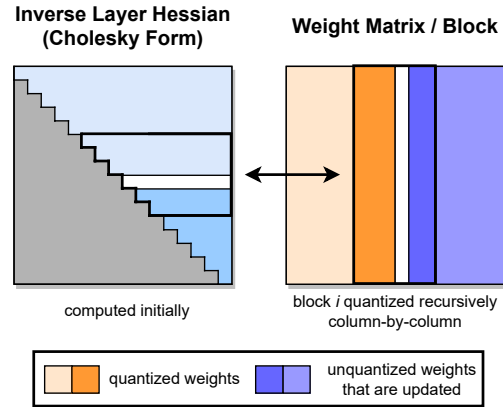 Inverse Layer Hessian
(Cholesky Form)
Weight Matrix / Block
computed initially
block i quantized recursively
column-by-column
quantized weights
unquantized weights
that are updated